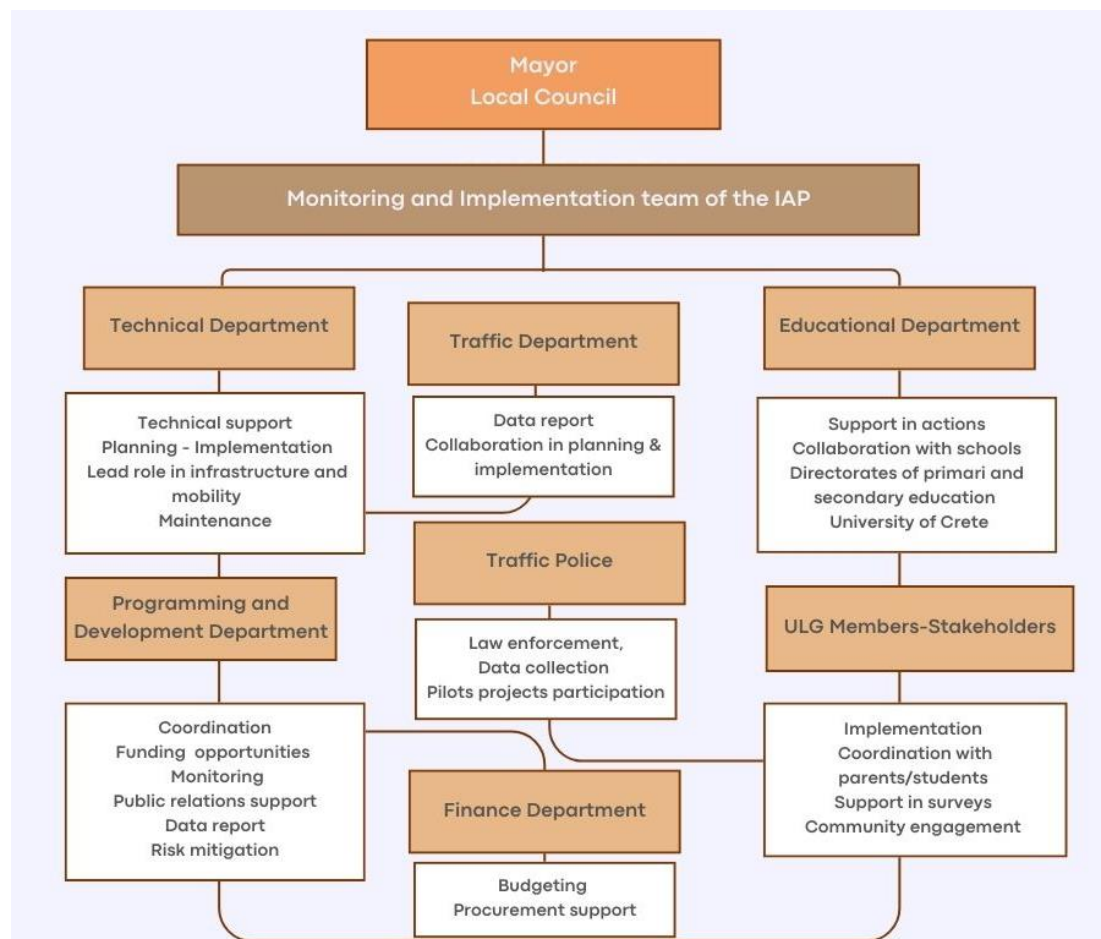 Mayor
Local Council
Monitoring and Implementation team of the IAP
Technical Department
Technical support
Planning - Implementation
Lead role in infrastructure and
mobility
Maintenance
Traffic Department
Data report
Collaboration in planning &
implementation
Educational Department
Support in actions
Collaboration with schools
Directorates of primari and
secondary education
University of Crete
Programming and
Development Department
Coordination
Funding opportunities
Monitoring
Public relations support
Data report
Risk mitigation
Traffic Police
Law enforcement,
Data collection
Pilots projects participation
ULG Members-Stakeholders
Implementation
Coordination with
parents/students
Support in surveys
Community engagement
Finance Department
Budgeting
Procurement support